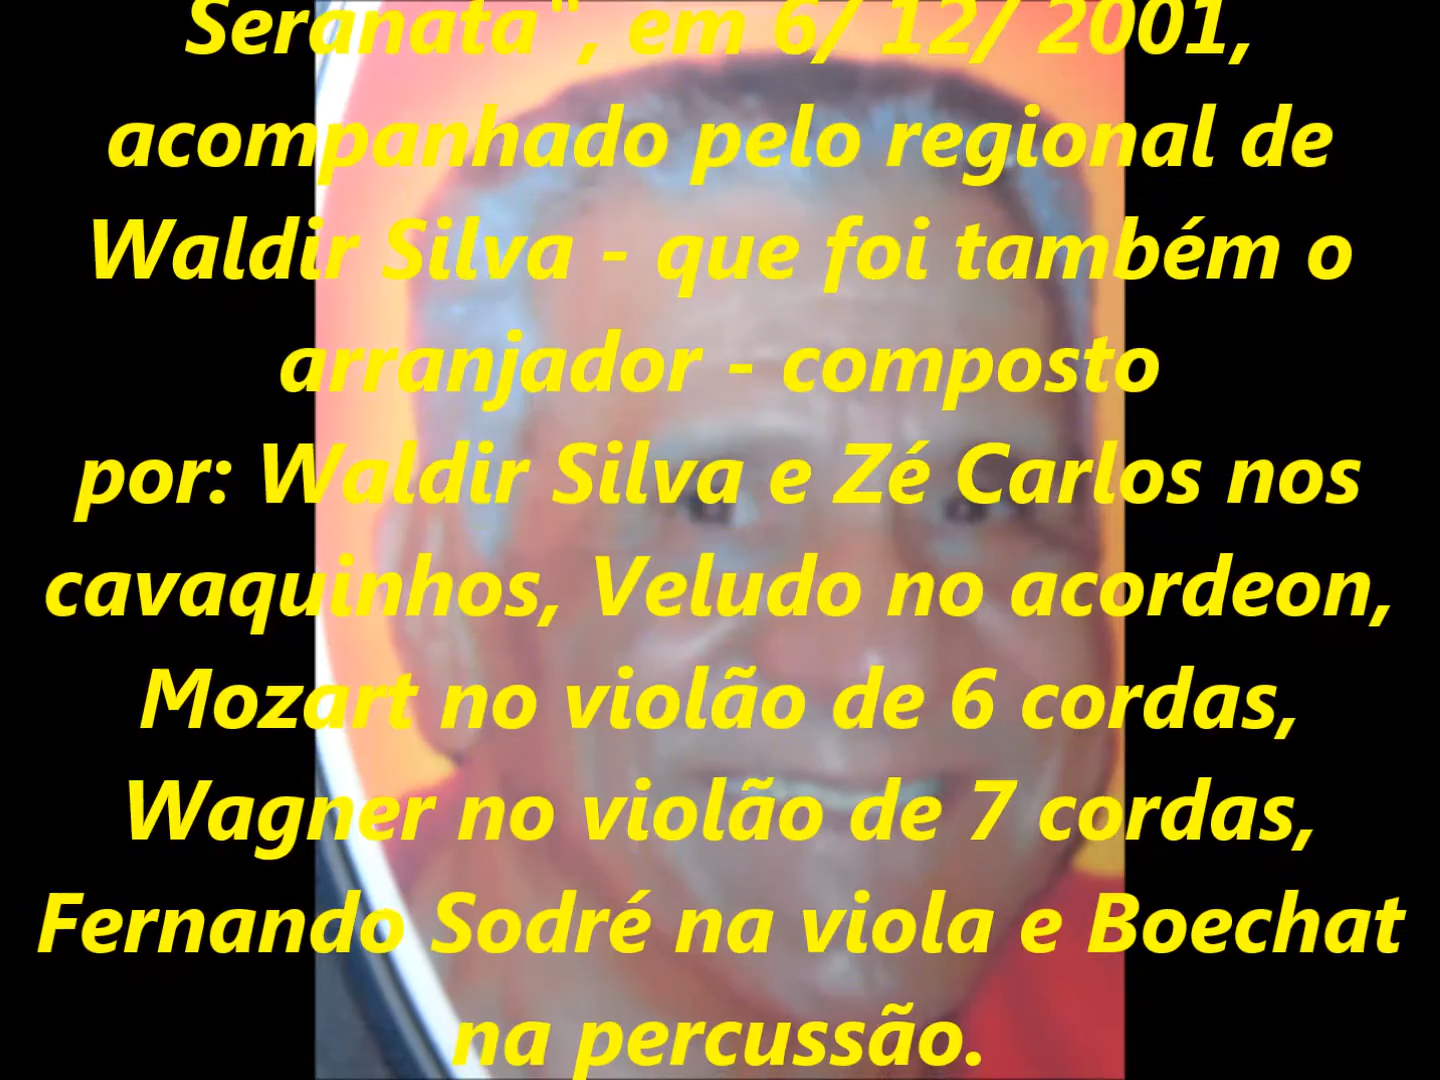 Seranata", em 6/ 12/ 2001,
acompanhado pelo regional de
Waldir Silva - que foi também o
arranjador - composto
por: Waldir Silva e Zé Carlos nos
cavaquinhos, Veludo no acordeon,
Mozart no violão de 6 cordas,
Wagner no violão de 7 cordas,
Fernando Sodré na viola e Boechat
na percussão.